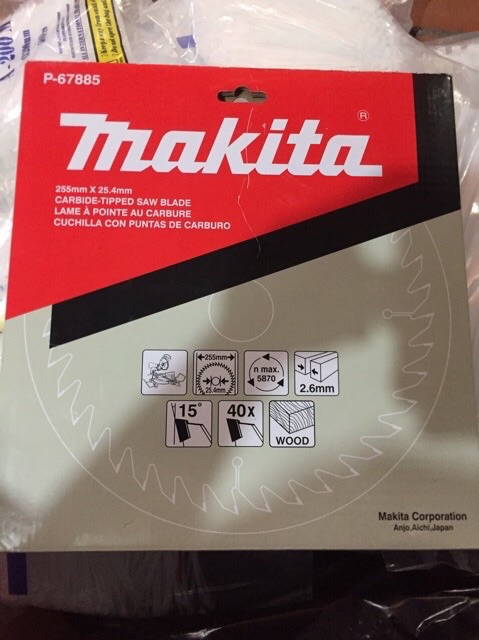 P-67885
makita
®
255mm X 25.4mm
CARBIDE-TIPPED SAW BLADE
LAME À POINTE AU CARBURE
CUCHILLA CON PUNTAS DE CARBURO
255mm
25.4mm
n max.
5870
2.6mm
15°
40x
WOOD
Makita Corporation
Anjo,Aichi,Japan